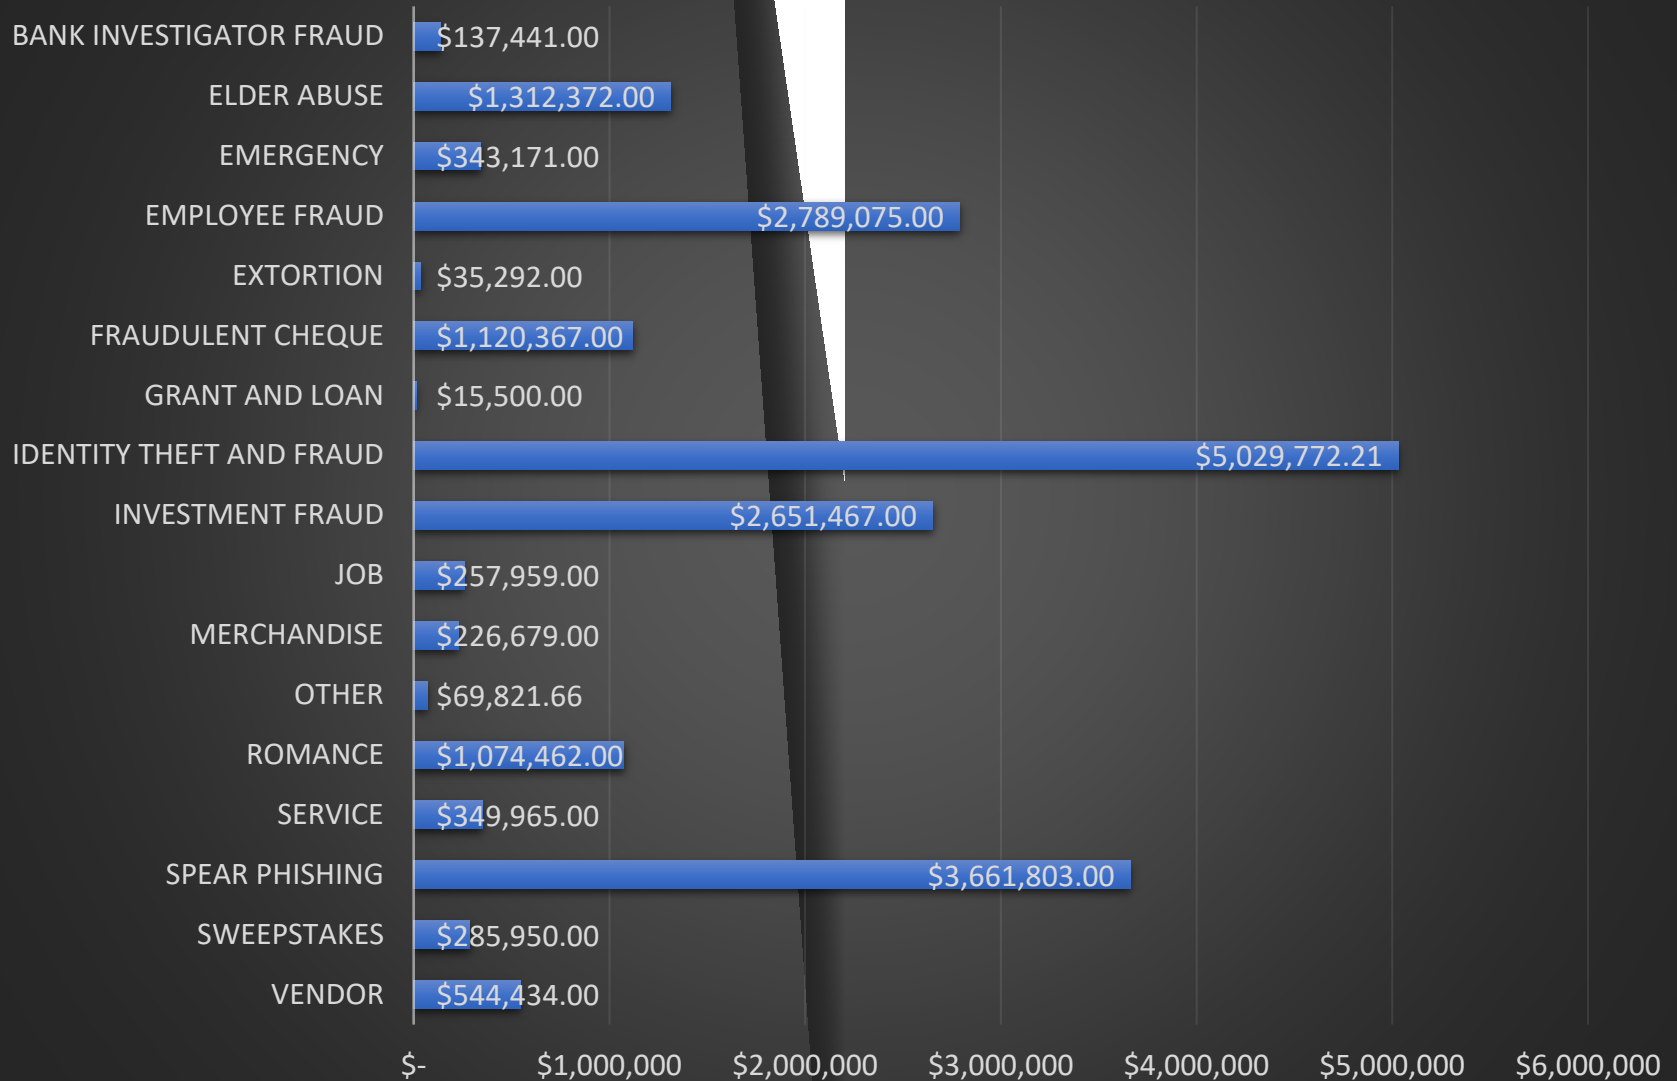 BANK INVESTIGATOR FRAUD $137,441.00
ELDER ABUSE $1,312,372.00
EMERGENCY $343,171.00
EMPLOYEE FRAUD $2,789,075.00
EXTORTION $35,292.00
FRAUDULENT CHEQUE $1,120,367.00
GRANT AND LOAN $15,500.00
IDENTITY THEFT AND FRAUD $5,029,772.21
INVESTMENT FRAUD $2,651,467.00
JOB $257,959.00
MERCHANDISE $226,679.00
OTHER $69,821.66
ROMANCE $1,074,462.00
SERVICE $349,965.00
SPEAR PHISHING $3,661,803.00
SWEEPSTAKES $285,950.00
VENDOR $544,434.00
$- $1,000,000 $2,000,000 $3,000,000 $4,000,000 $5,000,000 $6,000,000